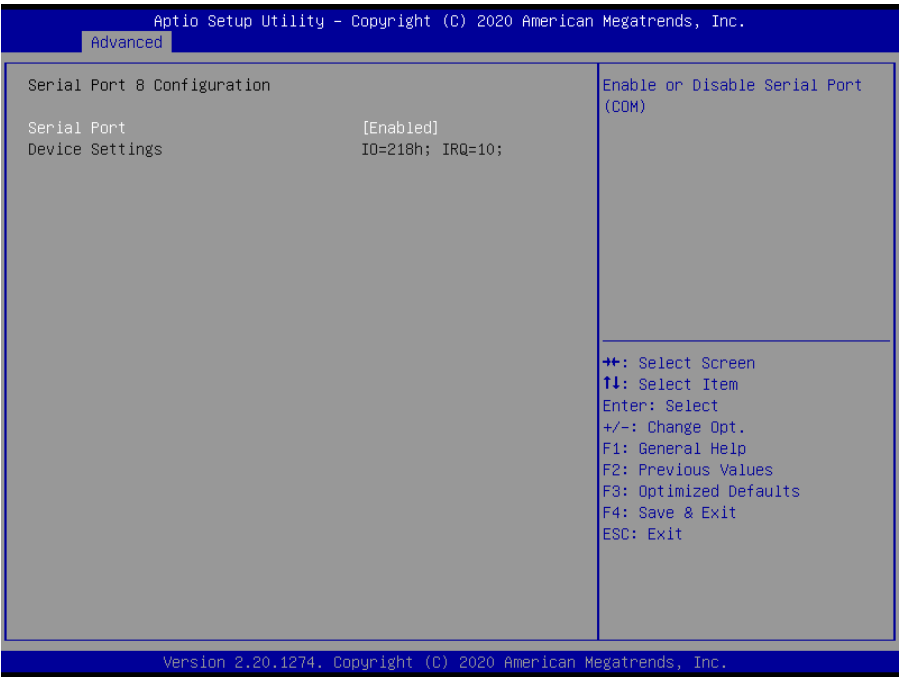 Aptio Setup Utility – Copyright (C) 2020 American Megatrends, Inc.
Advanced
Serial Port 8 Configuration
Serial Port [Enabled]
Device Settings IO=218h; IRQ=10;
Enable or Disable Serial Port
(COM)
→←: Select Screen
↑↓: Select Item
Enter: Select
+/-: Change Opt.
F1: General Help
F2: Previous Values
F3: Optimized Defaults
F4: Save & Exit
ESC: Exit
Version 2.20.1274. Copyright (C) 2020 American Megatrends, Inc.